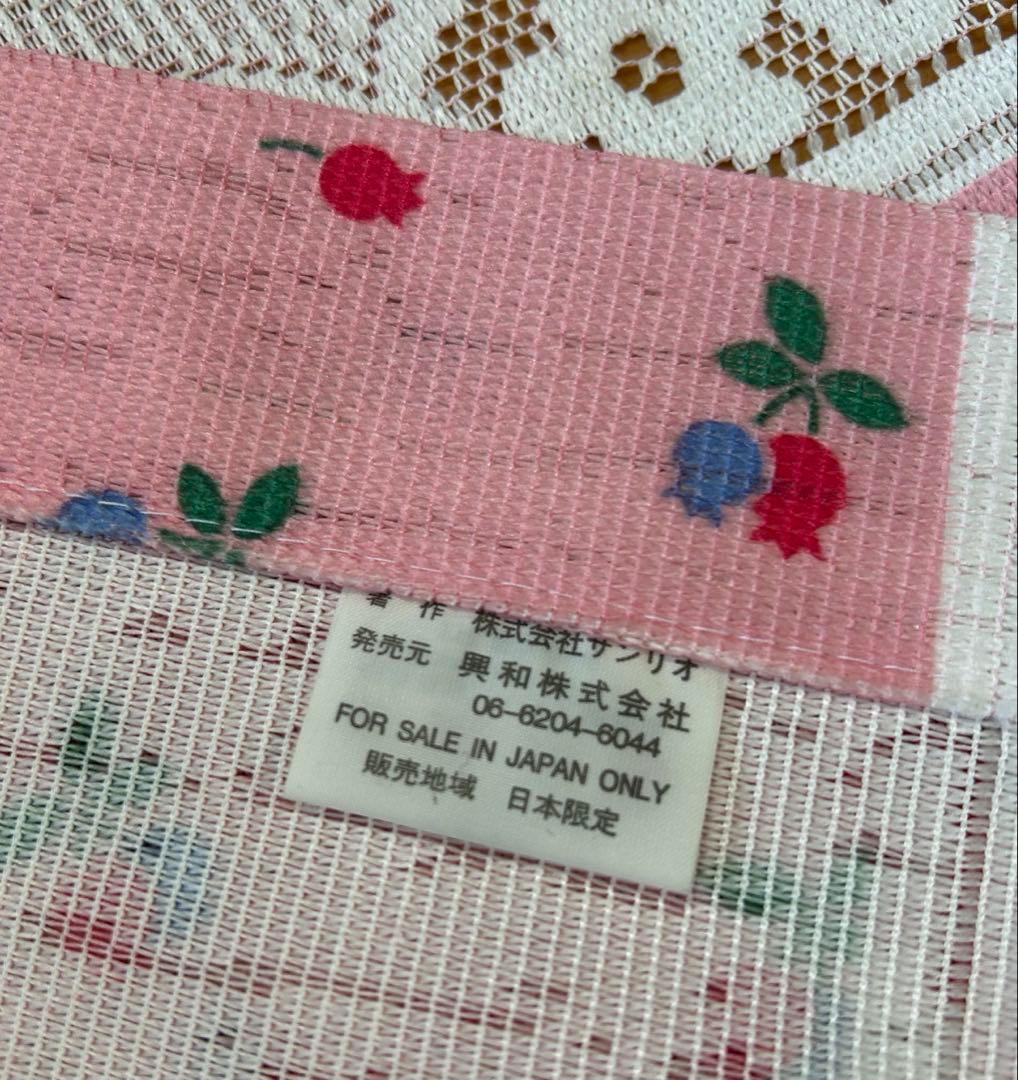 著 作 株式会社サンリオ
発売元 興和株式会社
06-6204-6044
FOR SALE IN JAPAN ONLY
販売地域 日本限定